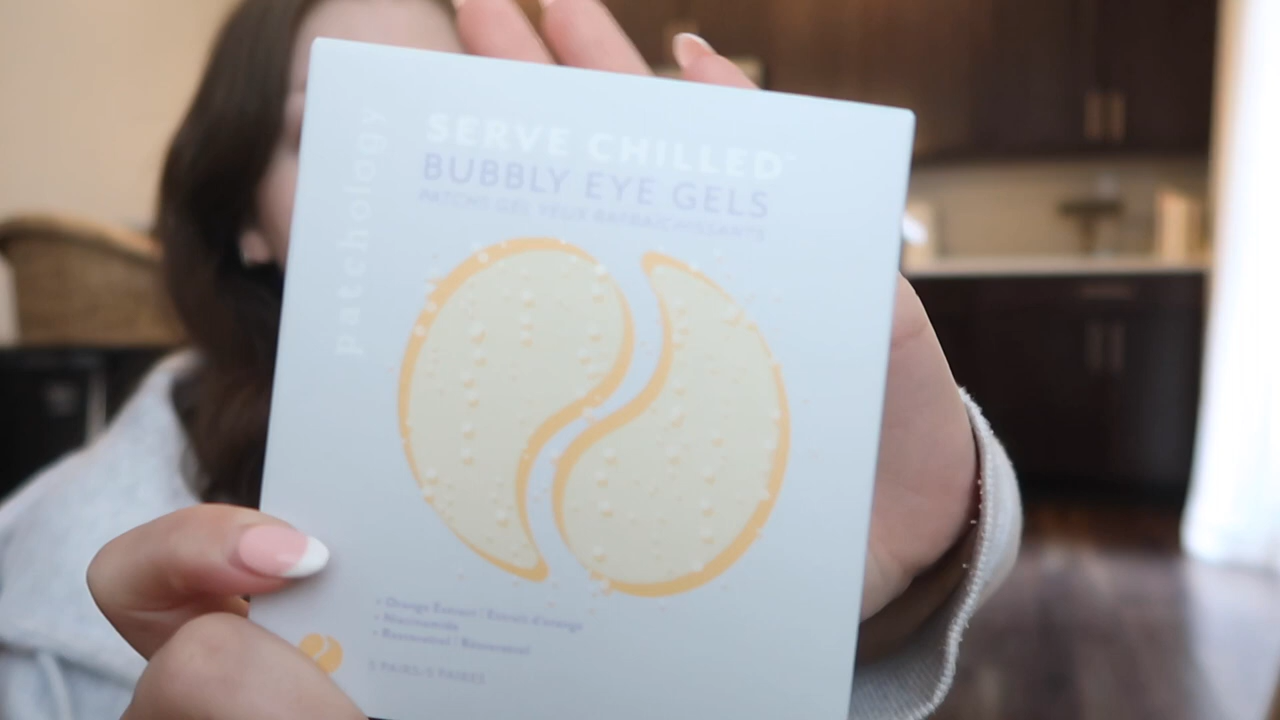 patchology
SERVE CHILLED™
BUBBLY EYE GELS
PATCHS GEL YEUX RAFRAÎCHISSANTS
• Orange Extract | Extrait d'orange
• Niacinamide
• Resveratrol | Resvératrol
5 PAIRS/5 PAIRES